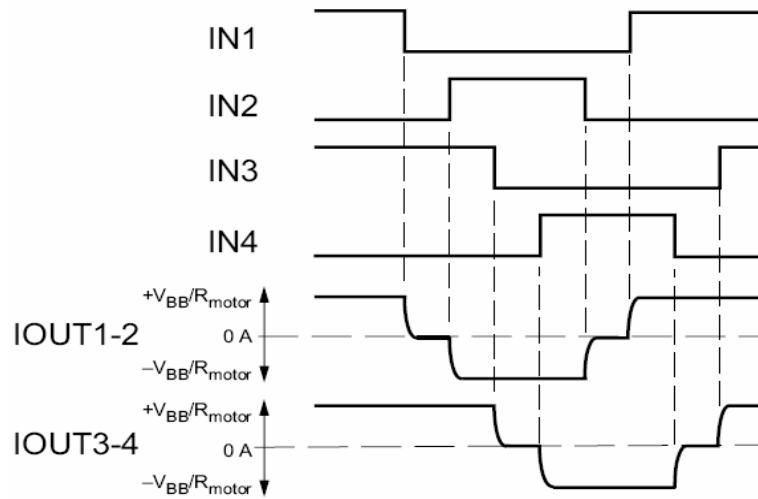 IN1
IN2
IN3
IN4
+VBB/Rmotor
IOUT1-2
0 A
−VBB/Rmotor
+VBB/Rmotor
IOUT3-4
0 A
−VBB/Rmotor